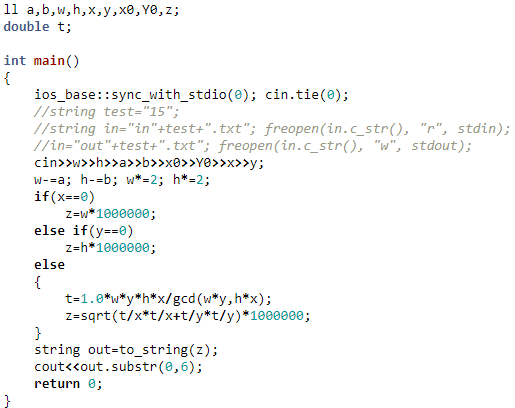 ll a,b,w,h,x,y,x0,Y0,z;
double t;

int main()
{
    ios_base::sync_with_stdio(0); cin.tie(0);
    //string test="15";
    //string in="in"+test+".txt"; freopen(in.c_str(), "r", stdin);
    //in="out"+test+".txt"; freopen(in.c_str(), "w", stdout);
    cin>>w>>h>>a>>b>>x0>>Y0>>x>>y;
    w-=a; h-=b; w*=2; h*=2;
    if(x==0)
        z=w*1000000;
    else if(y==0)
        z=h*1000000;
    else
    {
        t=1.0*w*y*h*x/gcd(w*y,h*x);
        z=sqrt(t/x*t/x+t/y*t/y)*1000000;
    }
    string out=to_string(z);
    cout<<out.substr(0,6);
    return 0;
}